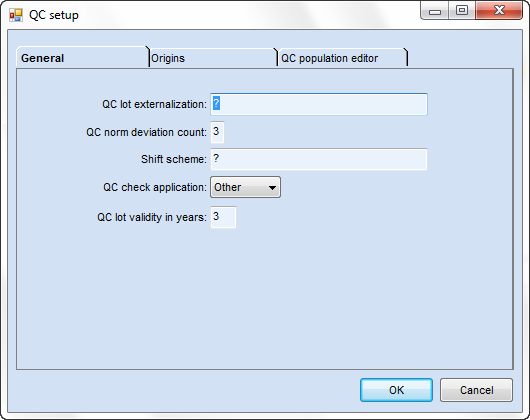 QC setup
General Origins QC population editor
QC lot externalization: ?
QC norm deviation count: 3
Shift scheme: ?
QC check application: Other
QC lot validity in years: 3
OK Cancel